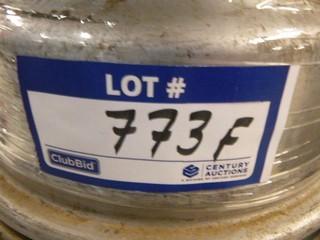 LOT #
773F
ClubBid
CENTURY
AUCTIONS